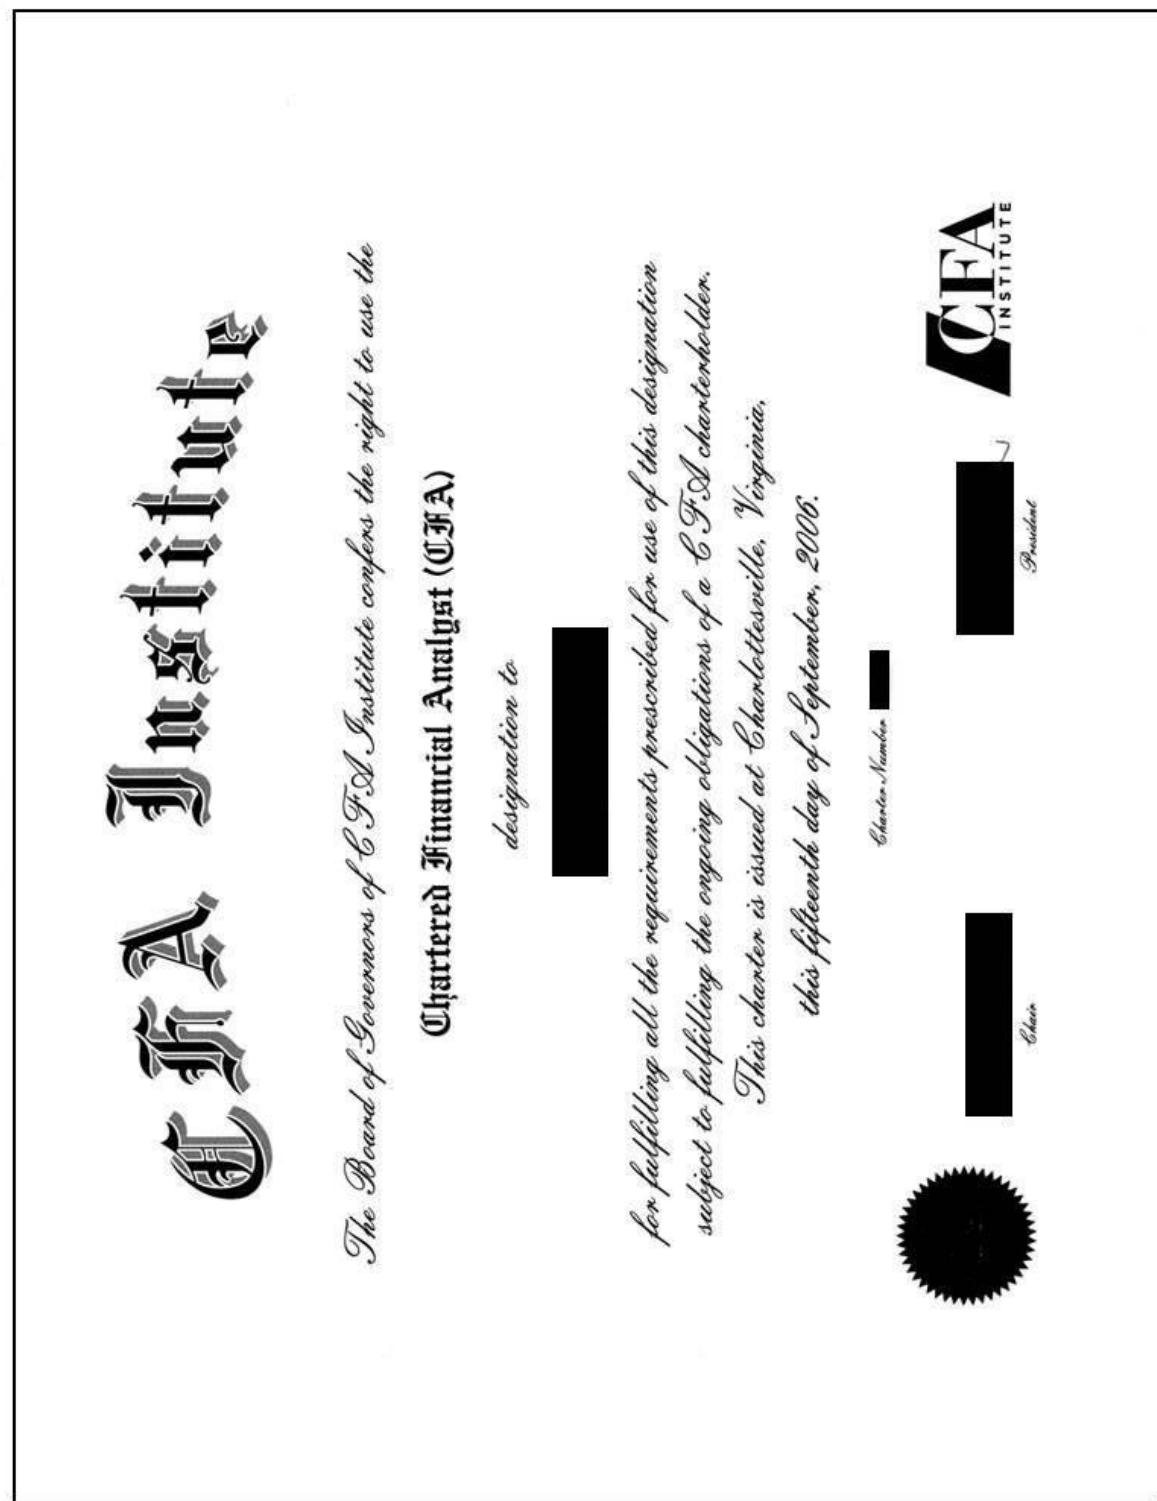 CFA Institute
The Board of Governors of CFA Institute confers the right to use the
Chartered Financial Analyst (CFA)
designation to
for fulfilling all the requirements prescribed for use of this designation
subject to fulfilling the ongoing obligations of a CFA charterholder.
This charter is issued at Charlottesville, Virginia,
this fifteenth day of September, 2006.
Charter Number
Chair
President
CFA
INSTITUTE